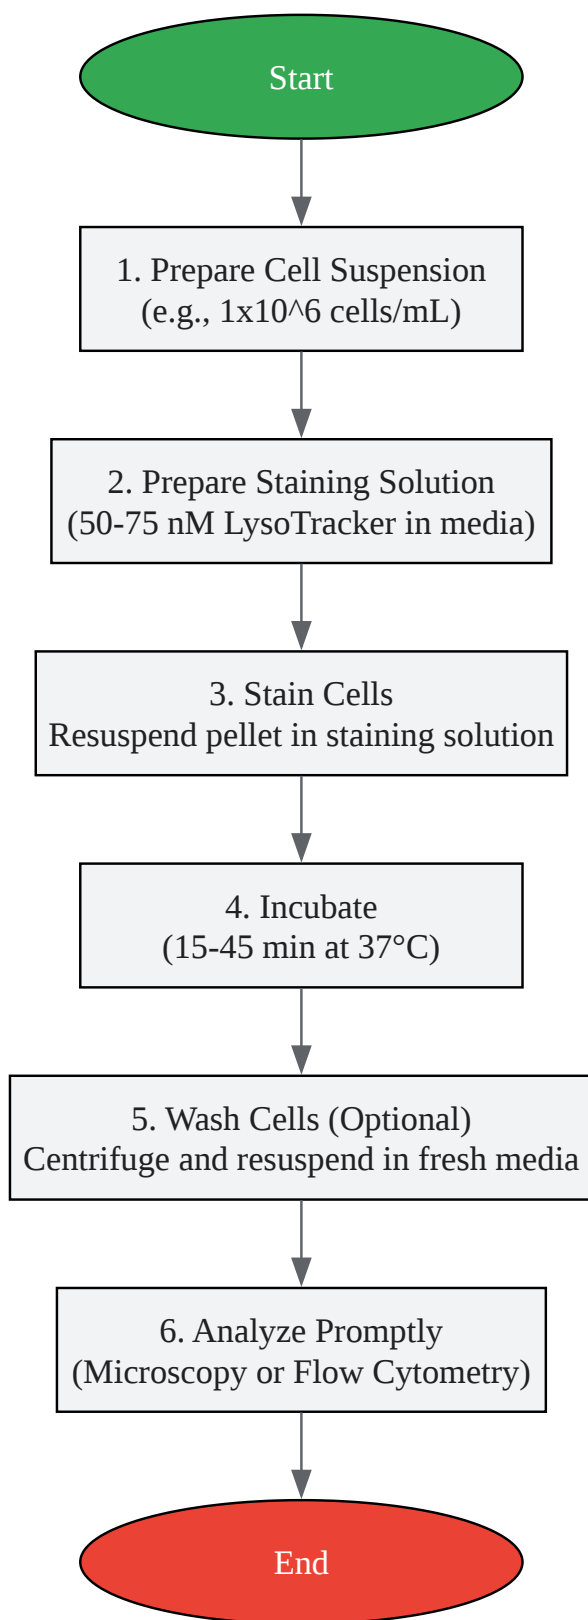 Start
1. Prepare Cell Suspension
(e.g., 1x10^6 cells/mL)
2. Prepare Staining Solution
(50-75 nM LysoTracker in media)
3. Stain Cells
Resuspend pellet in staining solution
4. Incubate
(15-45 min at 37°C)
5. Wash Cells (Optional)
Centrifuge and resuspend in fresh media
6. Analyze Promptly
(Microscopy or Flow Cytometry)
End